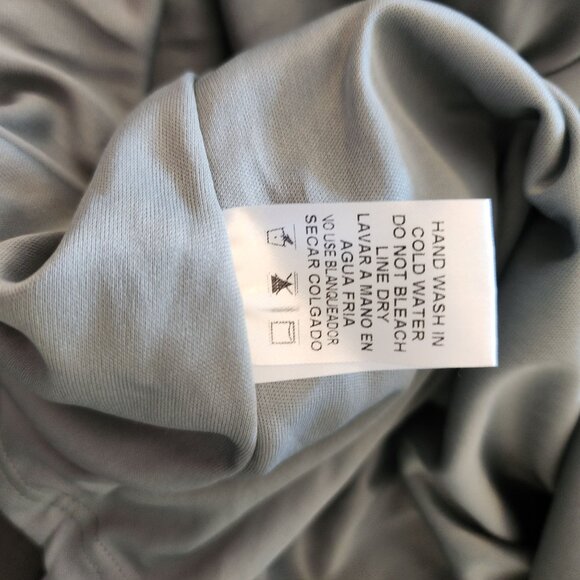 HAND WASH IN
COLD WATER
DO NOT BLEACH
LINE DRY
LAVAR A MANO EN
AGUA FRIA
NO USE BLANQUEADOR
SECAR COLGADO